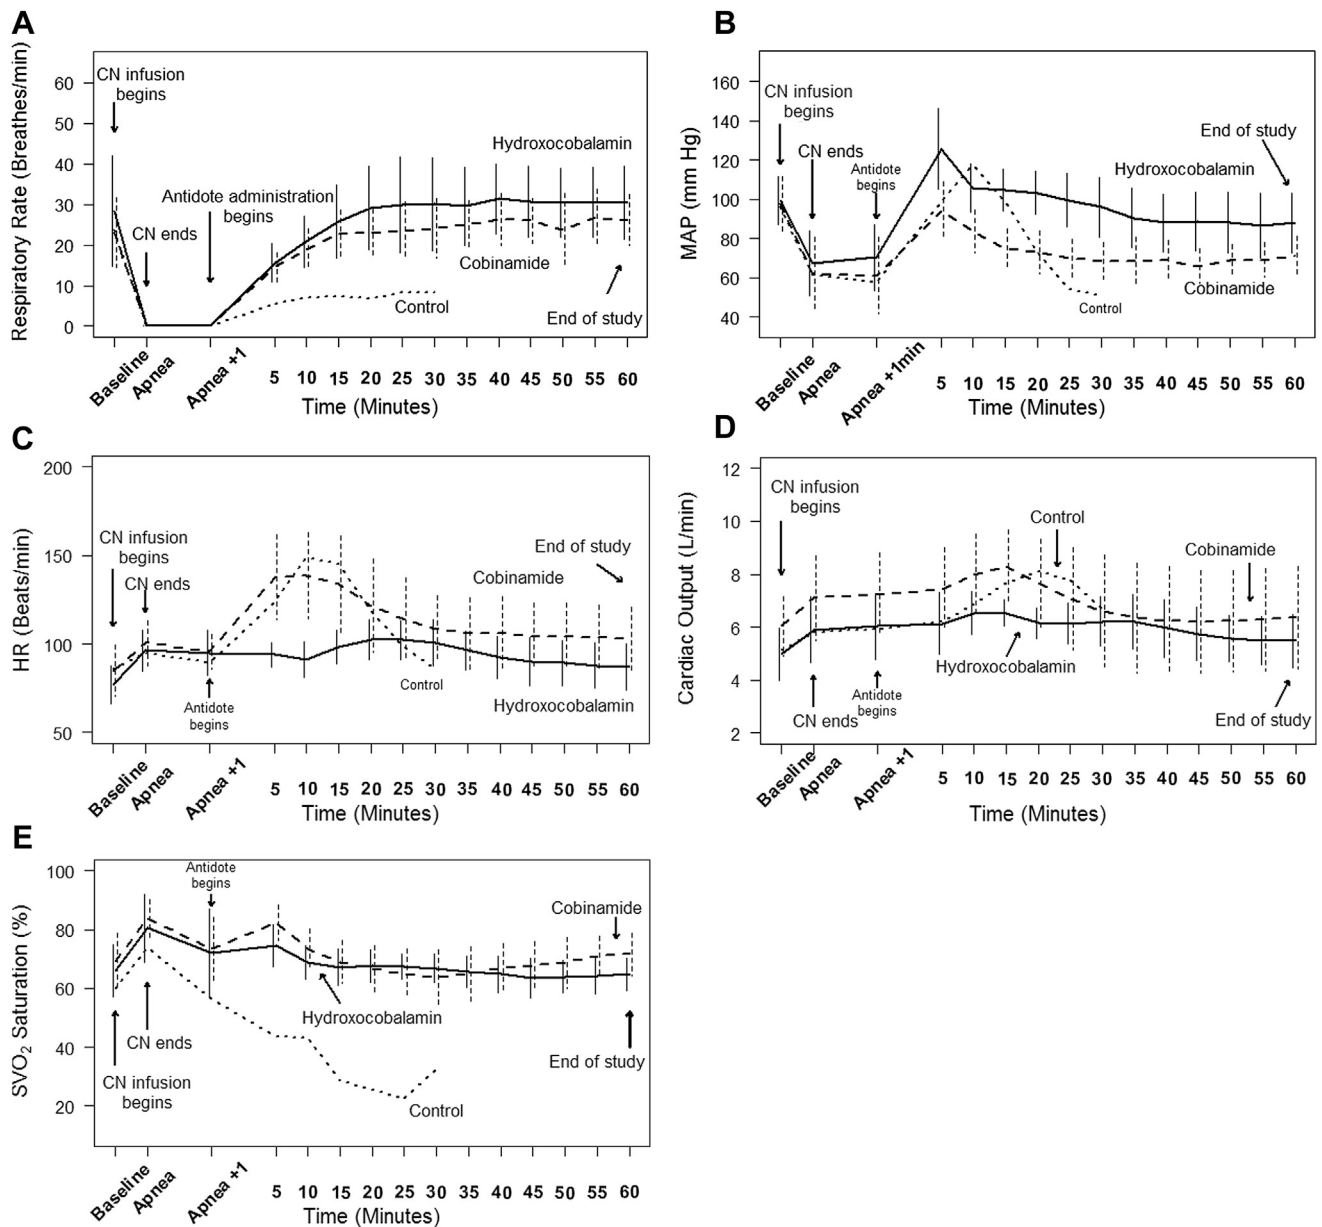 A
Respiratory Rate (Breathes/min)
60
50
40
30
20
10
0
CN infusion
begins
CN ends
Antidote administration
begins
Hydroxocobalamin
Cobinamide
Control
End of study
Baseline
Apnea
Apnea +1
5 10 15 20 25 30 35 40 45 50 55 60
Time (Minutes)
B
MAP (mm Hg)
160
140
120
100
80
60
40
CN infusion
begins
CN ends
Antidote
begins
End of study
Hydroxocobalamin
Cobinamide
Control
Baseline
Apnea
Apnea +1min
5 10 15 20 25 30 35 40 45 50 55 60
Time (Minutes)
C
HR (Beats/min)
200
150
100
50
CN infusion
begins
CN ends
Antidote
begins
End of study
Cobinamide
Control
Hydroxocobalamin
Baseline
Apnea
Apnea +1
5 10 15 20 25 30 35 40 45 50 55 60
Time (Minutes)
D
Cardiac Output (L/min)
12
10
8
6
4
2
CN infusion
begins
Control
Cobinamide
Hydroxocobalamin
CN ends
Antidote
begins
End of study
Baseline
Apnea
Apnea +1
5 10 15 20 25 30 35 40 45 50 55 60
Time (Minutes)
E
SVO₂ Saturation (%)
100
80
60
40
20
Antidote
begins
Cobinamide
Hydroxocobalamin
CN ends
CN infusion
begins
End of study
Control
Baseline
Apnea
Apnea +1
5 10 15 20 25 30 35 40 45 50 55 60
Time (Minutes)